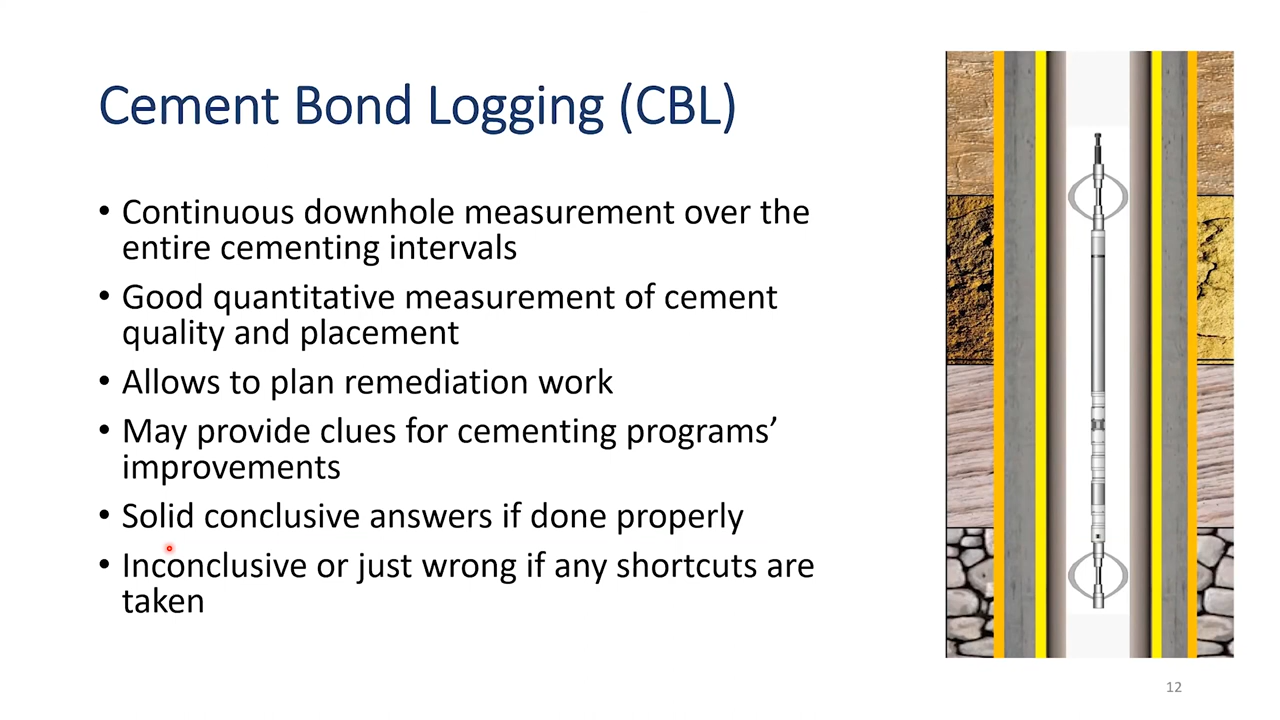 Cement Bond Logging (CBL)
• Continuous downhole measurement over the
entire cementing intervals
• Good quantitative measurement of cement
quality and placement
• Allows to plan remediation work
• May provide clues for cementing programs’
improvements
• Solid conclusive answers if done properly
• Inconclusive or just wrong if any shortcuts are
taken
12